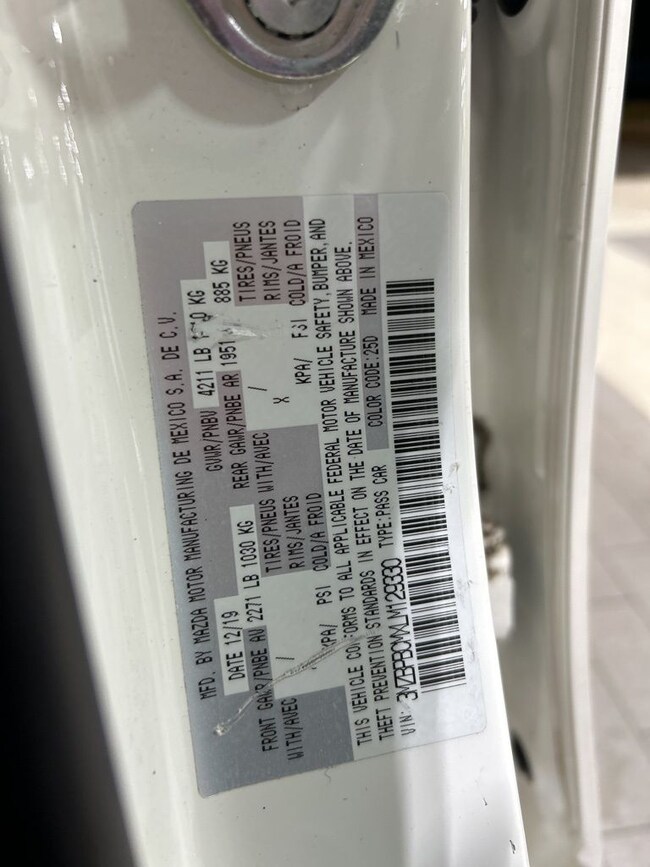 MFD. BY MAZDA MOTOR MANUFACTURING DE MEXICO S.A. DE C.V.
DATE 12/19 GVWR/PNBV 4211 LB KG
FRONT GAWR/PNBE AV 2271 LB 1030 KG REAR GAWR/PNBE AR 1951 885 KG
WITH/AVEC / TIRES/PNEUS WITH/AVEC / TIRES/PNEUS
RIMS/JANTES X RIMS/JANTES
KPA/ PSI COLD/A FROID KPA/ PSI COLD/A FROID
THIS VEHICLE CONFORMS TO ALL APPLICABLE FEDERAL MOTOR VEHICLE SAFETY, BUMPER, AND
THEFT PREVENTION STANDARDS IN EFFECT ON THE DATE OF MANUFACTURE SHOWN ABOVE.
VIN: TYPE:PASS CAR COLOR CODE:25D MADE IN MEXICO